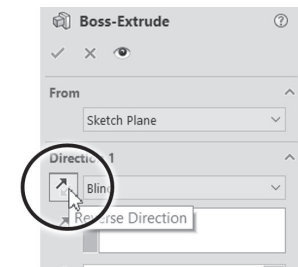 Boss-Extrude
From
Sketch Plane
Direction 1
Blind
Reverse Direction